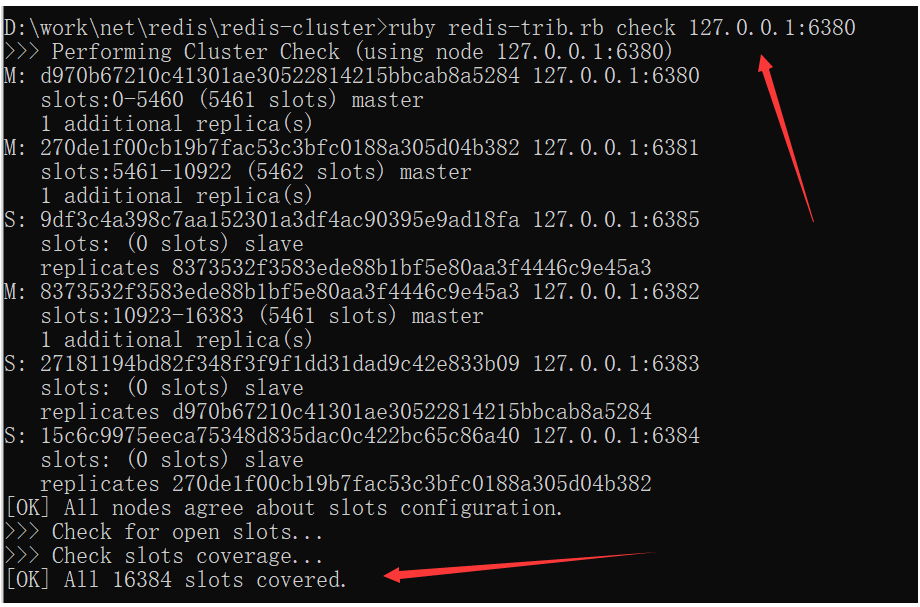 D:\work\net\redis\redis-cluster>ruby redis-trib.rb check 127.0.0.1:6380
>>> Performing Cluster Check (using node 127.0.0.1:6380)
M: d970b67210c41301ae30522814215bbcab8a5284 127.0.0.1:6380
   slots:0-5460 (5461 slots) master
   1 additional replica(s)
M: 270de1f00cb19b7fac53c3bfc0188a305d04b382 127.0.0.1:6381
   slots:5461-10922 (5462 slots) master
   1 additional replica(s)
S: 9df3c4a398c7aa152301a3df4ac90395e9ad18fa 127.0.0.1:6385
   slots: (0 slots) slave
   replicates 8373532f3583ede88b1bf5e80aa3f4446c9e45a3
M: 8373532f3583ede88b1bf5e80aa3f4446c9e45a3 127.0.0.1:6382
   slots:10923-16383 (5461 slots) master
   1 additional replica(s)
S: 27181194bd82f348f3f9f1dd31dad9c42e833b09 127.0.0.1:6383
   slots: (0 slots) slave
   replicates d970b67210c41301ae30522814215bbcab8a5284
S: 15c6c9975eeca75348d835dac0c422bc65c86a40 127.0.0.1:6384
   slots: (0 slots) slave
   replicates 270de1f00cb19b7fac53c3bfc0188a305d04b382
[OK] All nodes agree about slots configuration.
>>> Check for open slots...
>>> Check slots coverage...
[OK] All 16384 slots covered.